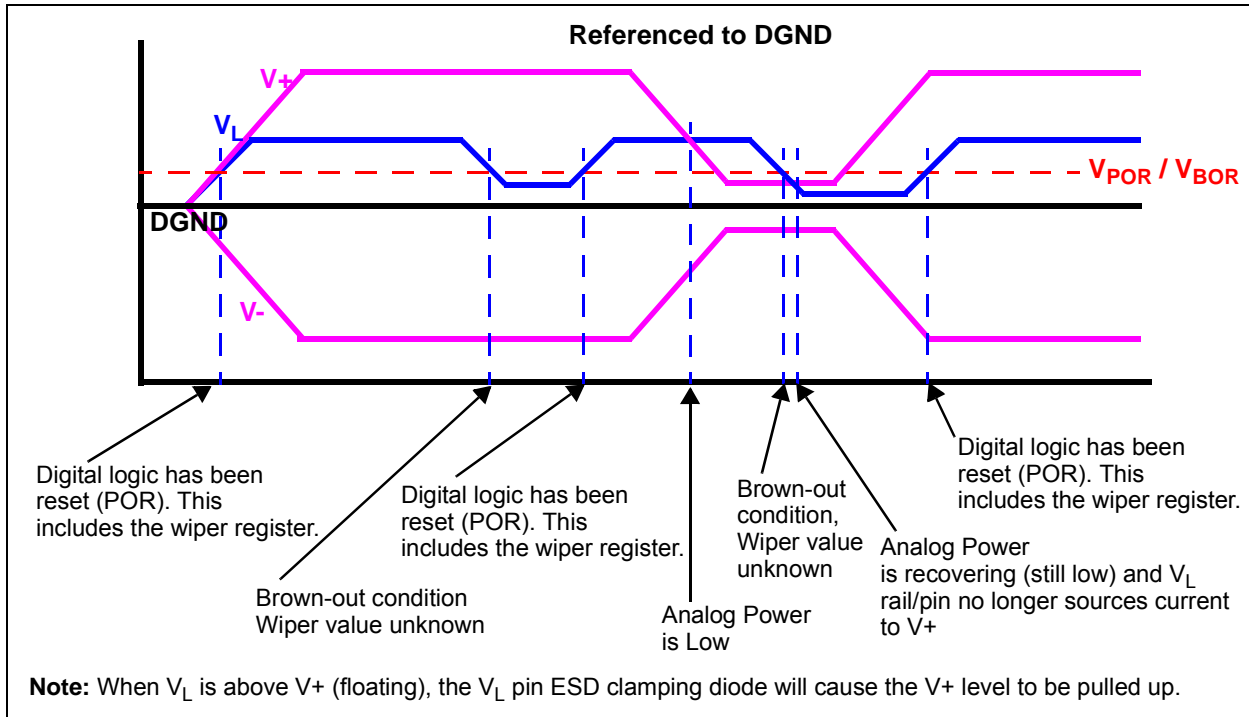 Referenced to DGND
V+
VL
VPOR / VBOR
DGND
V-
Digital logic has been
reset (POR). This
includes the wiper register.
Brown-out condition
Wiper value unknown
Digital logic has been
reset (POR). This
includes the wiper register.
Analog Power
is Low
Brown-out
condition,
Wiper value
unknown
Analog Power
is recovering (still low) and VL
rail/pin no longer sources current
to V+
Digital logic has been
reset (POR). This
includes the wiper register.
Note: When VL is above V+ (floating), the VL pin ESD clamping diode will cause the V+ level to be pulled up.